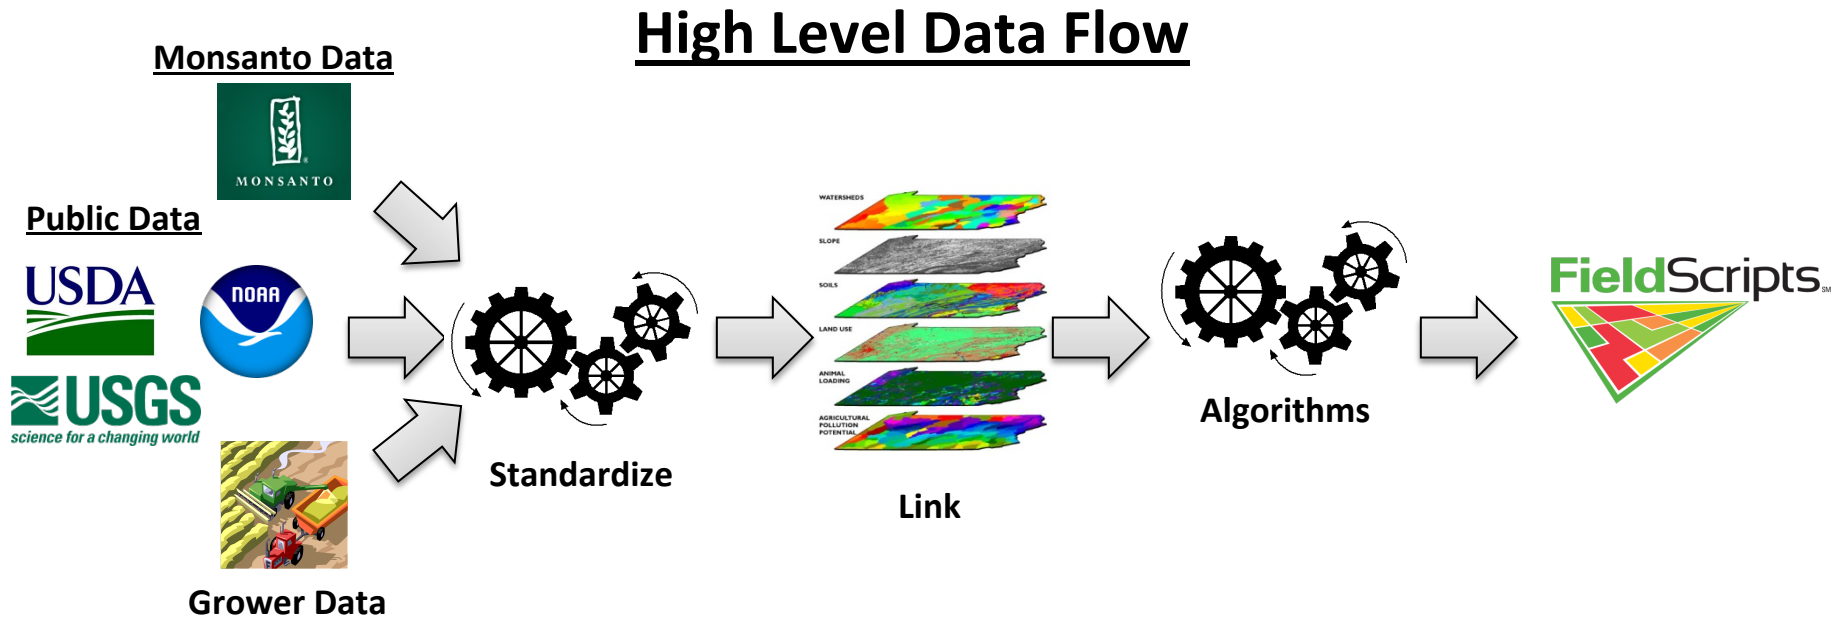 High Level Data Flow
Monsanto Data
MONSANTO
Public Data
USDA
NOAA
USGS
science for a changing world
Grower Data
Standardize
WATERSHEDS
SLOPE
SOILS
LAND USE
ANIMAL
LOADING
AGRICULTURAL
POLLUTION
POTENTIAL
Link
Algorithms
FieldScripts SM